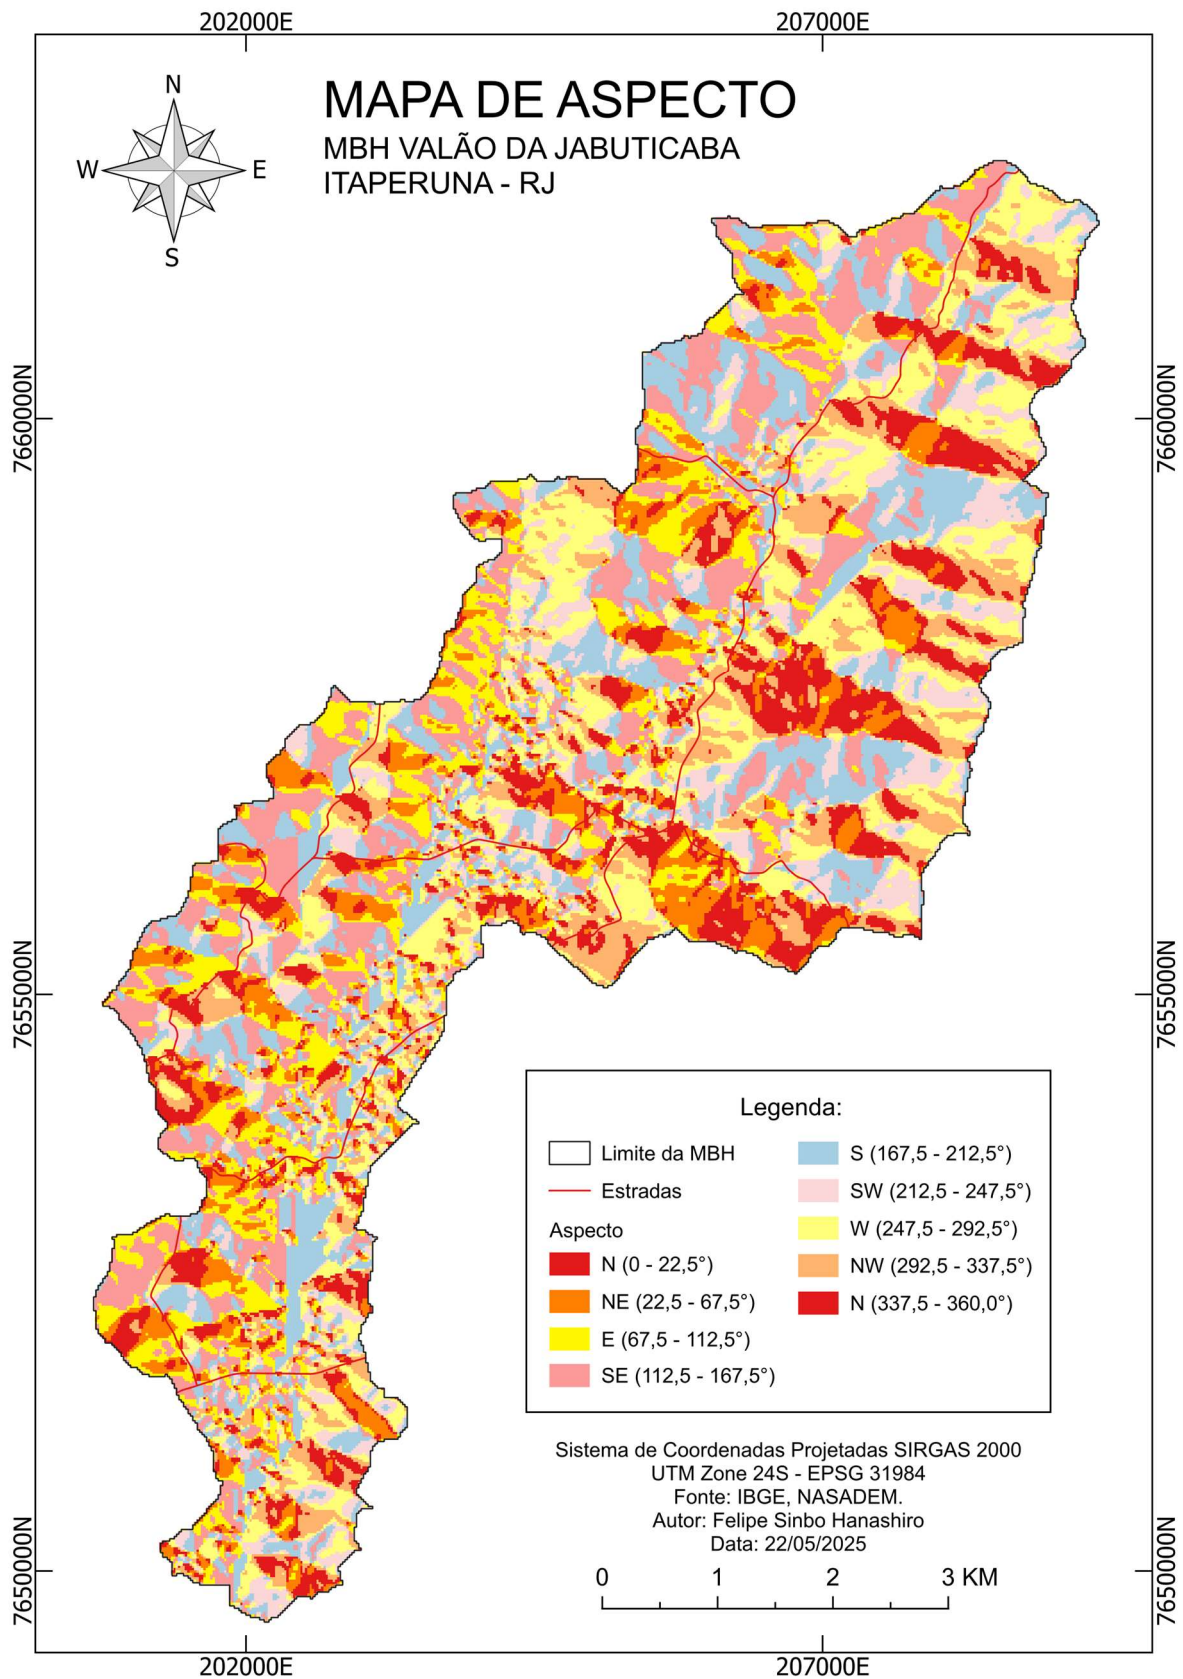 202000E
207000E
N
W
E
S
MAPA DE ASPECTO
MBH VALÃO DA JABUTICABA
ITAPERUNA - RJ
7660000N
7660000N
7655000N
7655000N
Legenda:
Limite da MBH
Estradas
Aspecto
N (0 - 22,5°)
NE (22,5 - 67,5°)
E (67,5 - 112,5°)
SE (112,5 - 167,5°)
S (167,5 - 212,5°)
SW (212,5 - 247,5°)
W (247,5 - 292,5°)
NW (292,5 - 337,5°)
N (337,5 - 360,0°)
Sistema de Coordenadas Projetadas SIRGAS 2000
UTM Zone 24S - EPSG 31984
Fonte: IBGE, NASADEM.
Autor: Felipe Sinbo Hanashiro
Data: 22/05/2025
0 1 2 3 KM
7650000N
7650000N
202000E
207000E